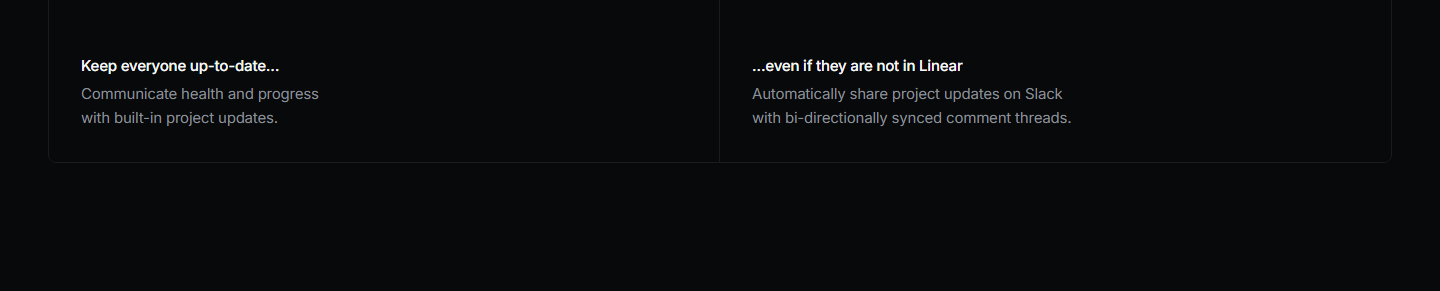 Keep everyone up-to-date…
Communicate health and progress
with built-in project updates.
…even if they are not in Linear
Automatically share project updates on Slack
with bi-directionally synced comment threads.